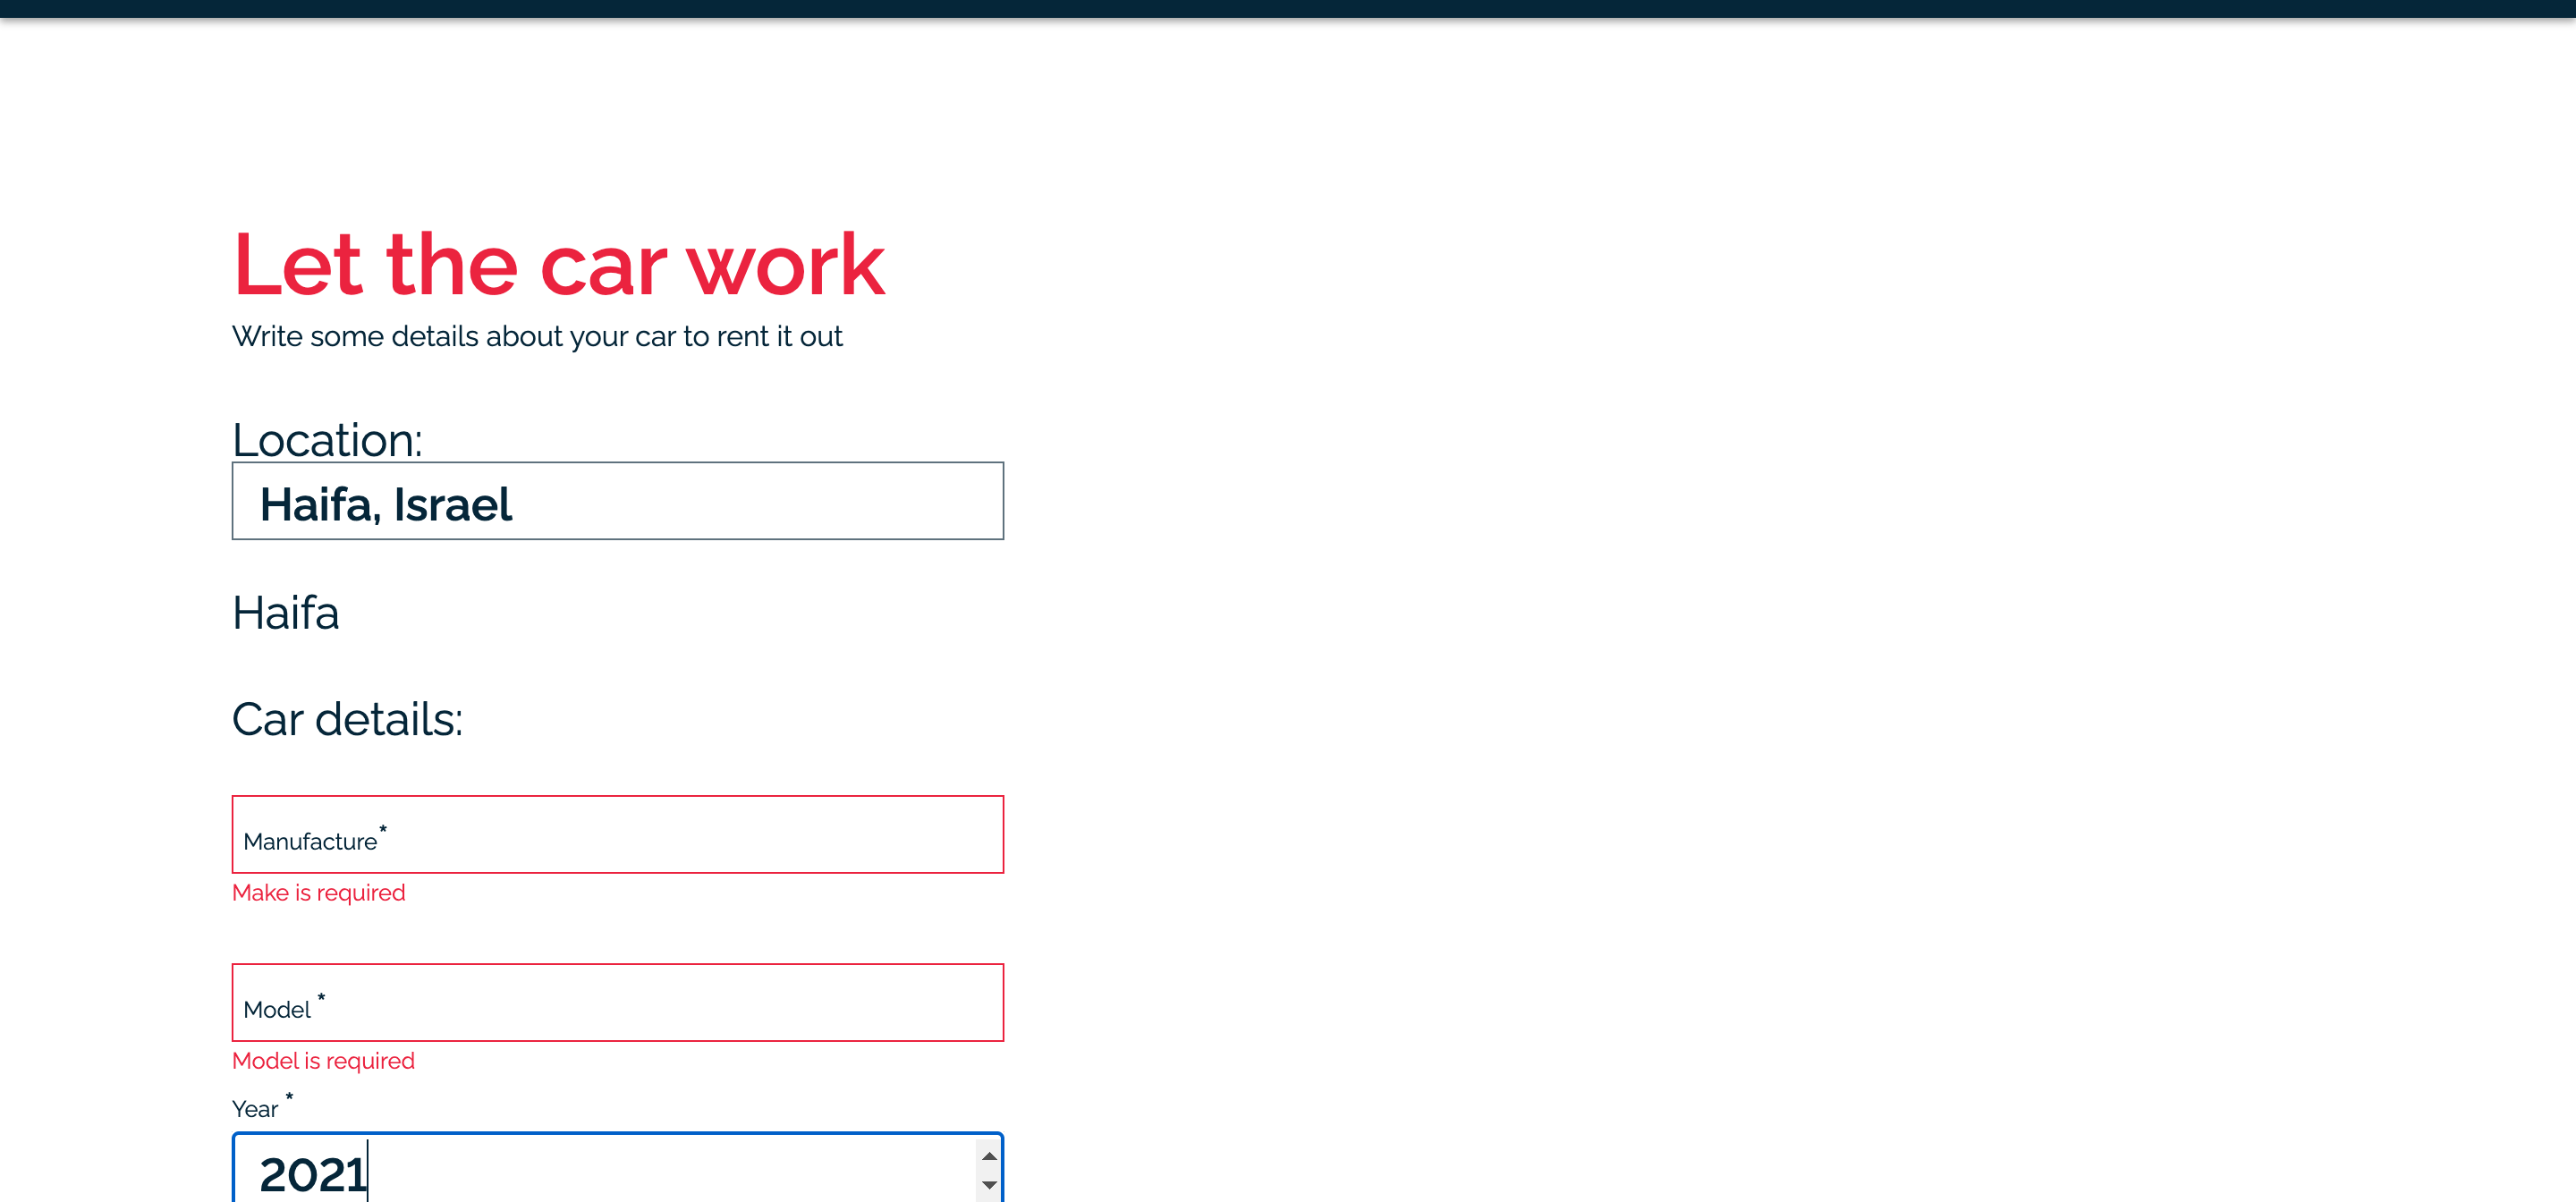 Let the car work
Write some details about your car to rent it out
Location:
Haifa, Israel
Haifa
Car details:
Manufacture*
Make is required
Model *
Model is required
Year *
2021